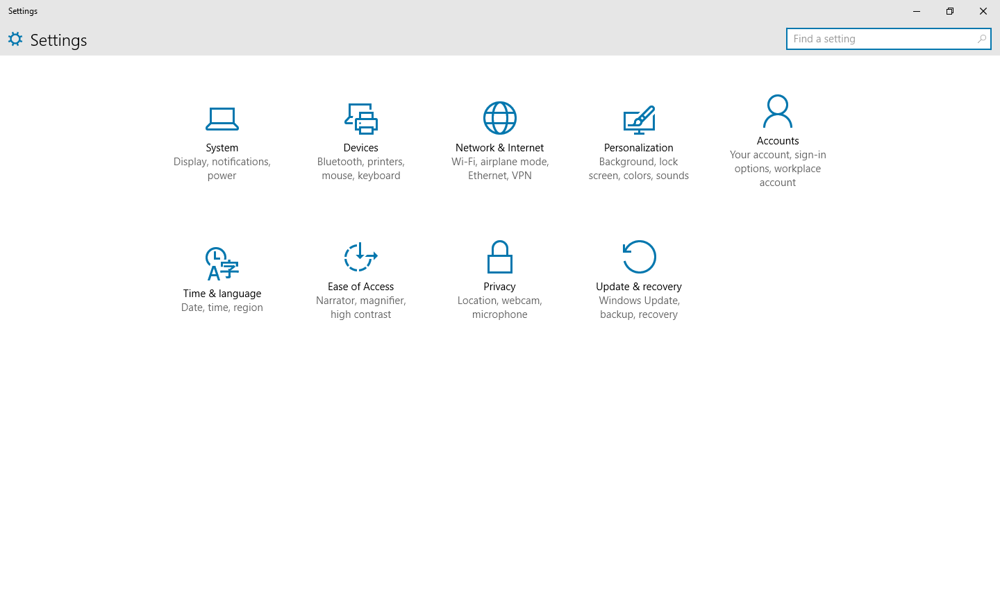 Settings
Settings
Find a setting
System
Display, notifications,
power
Devices
Bluetooth, printers,
mouse, keyboard
Network & Internet
Wi-Fi, airplane mode,
Ethernet, VPN
Personalization
Background, lock
screen, colors, sounds
Accounts
Your account, sign-in
options, workplace
account
A字
Time & language
Date, time, region
Ease of Access
Narrator, magnifier,
high contrast
Privacy
Location, webcam,
microphone
Update & recovery
Windows Update,
backup, recovery